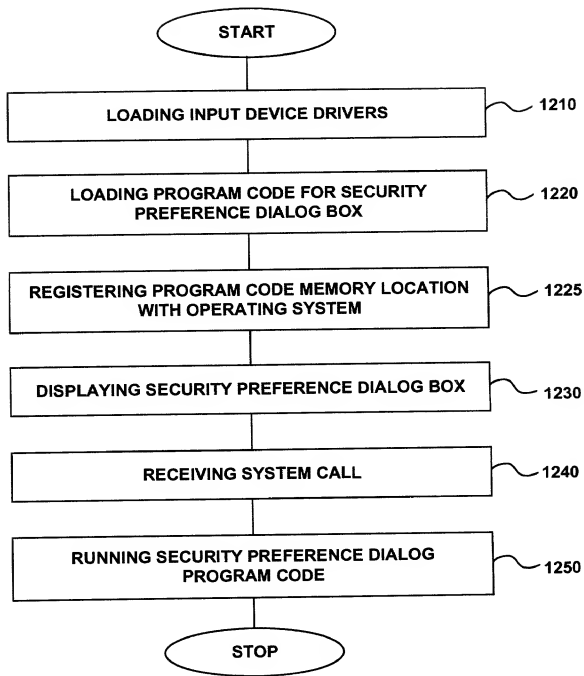 START
LOADING INPUT DEVICE DRIVERS
1210
LOADING PROGRAM CODE FOR SECURITY
PREFERENCE DIALOG BOX
1220
REGISTERING PROGRAM CODE MEMORY LOCATION
WITH OPERATING SYSTEM
1225
DISPLAYING SECURITY PREFERENCE DIALOG BOX
1230
RECEIVING SYSTEM CALL
1240
RUNNING SECURITY PREFERENCE DIALOG
PROGRAM CODE
1250
STOP